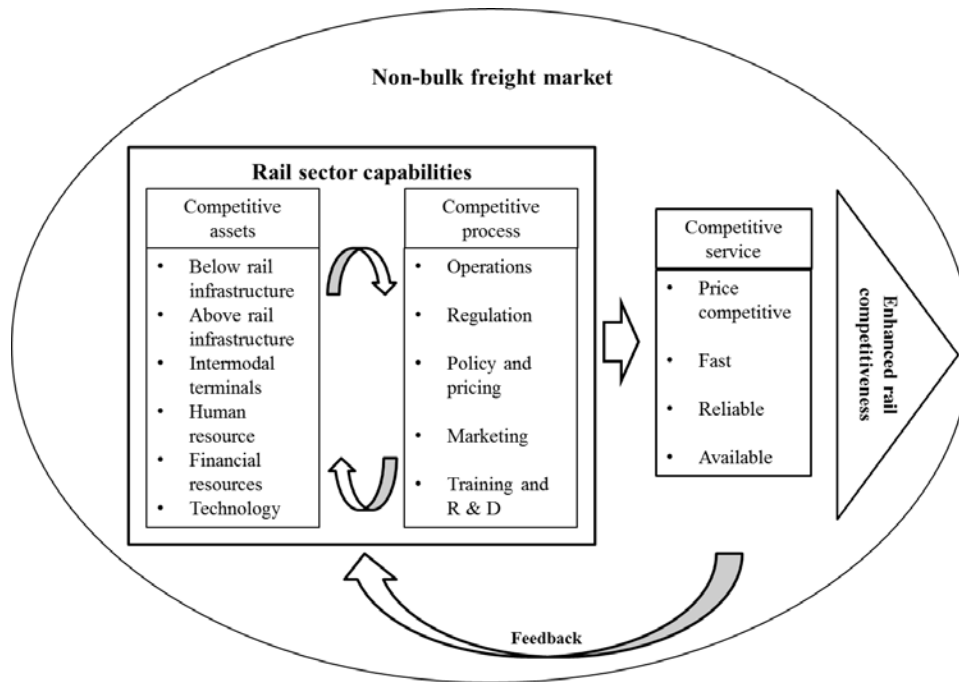 Non-bulk freight market
Rail sector capabilities
Competitive
assets
• Below rail
infrastructure
• Above rail
infrastructure
• Intermodal
terminals
• Human
resource
• Financial
resources
• Technology
Competitive
process
• Operations
• Regulation
• Policy and
pricing
• Marketing
• Training and
R & D
Competitive
service
• Price
competitive
• Fast
• Reliable
• Available
Enhanced rail
competitiveness
Feedback